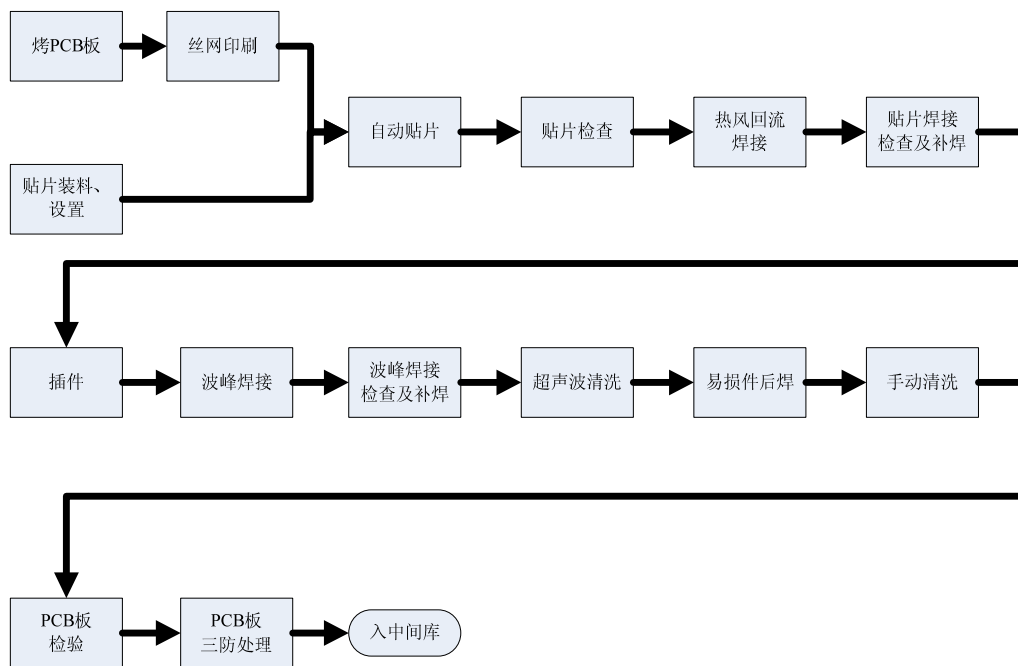 烤PCB板
丝网印刷
贴片装料、
设置
自动贴片
贴片检查
热风回流
焊接
贴片焊接
检查及补焊
插件
波峰焊接
波峰焊接
检查及补焊
超声波清洗
易损件后焊
手动清洗
PCB板
检验
PCB板
三防处理
入中间库